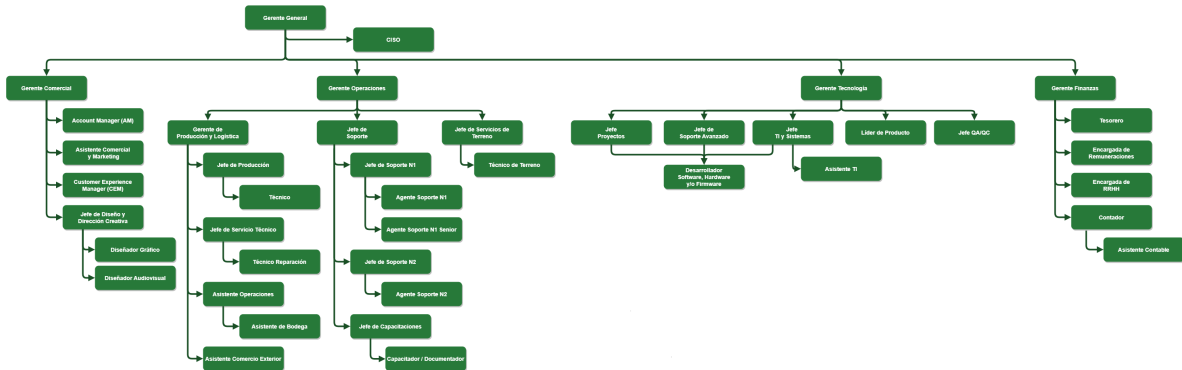 Gerente General
CISO
Gerente Comercial
Gerente Operaciones
Gerente Tecnología
Gerente Finanzas
Account Manager (AM)
Asistente Comercial
y Marketing
Customer Experience
Manager (CEM)
Jefe de Diseño y
Dirección Creativa
Diseñador Gráfico
Diseñador Audiovisual
Gerente de
Producción y Logística
Jefe de Producción
Técnico
Jefe de Servicio Técnico
Técnico Reparación
Asistente Operaciones
Asistente de Bodega
Asistente Comercio Exterior
Jefe de
Soporte
Jefe de Soporte N1
Agente Soporte N1
Agente Soporte N1 Senior
Jefe de Soporte N2
Agente Soporte N2
Jefe de Capacitaciones
Capacitador / Documentador
Jefe de Servicios de
Terreno
Técnico de Terreno
Jefe
Proyectos
Jefe de
Soporte Avanzado
Jefe
TI y Sistemas
Líder de Producto
Jefe QA/QC
Desarrollador
Software, Hardware
y/o Firmware
Asistente TI
Tesorero
Encargada de
Remuneraciones
Encargada de
RRHH
Contador
Asistente Contable